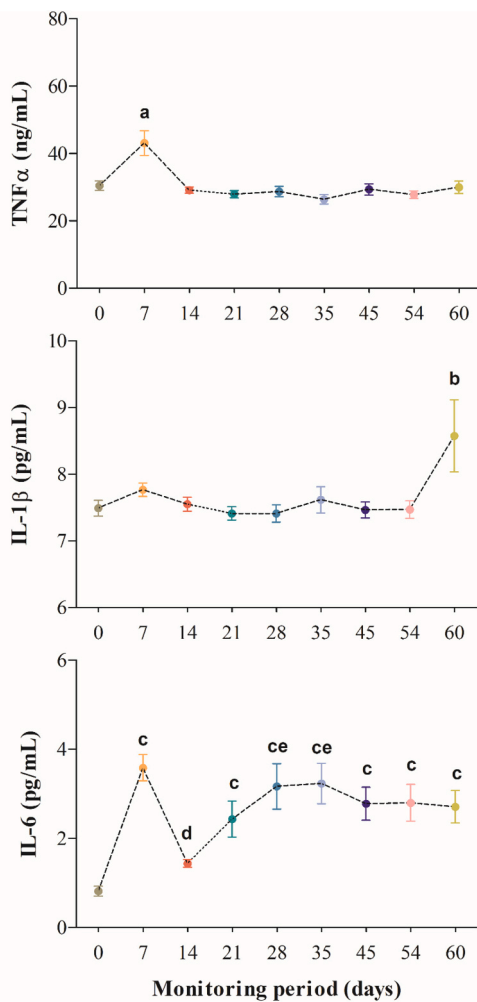 80
60
40
20
0
TNFα (ng/mL)
a
0 7 14 21 28 35 45 54 60
10
9
8
7
6
IL-1β (pg/mL)
b
0 7 14 21 28 35 45 54 60
6
4
2
0
IL-6 (pg/mL)
c d c ce ce c c c
0 7 14 21 28 35 45 54 60
Monitoring period (days)